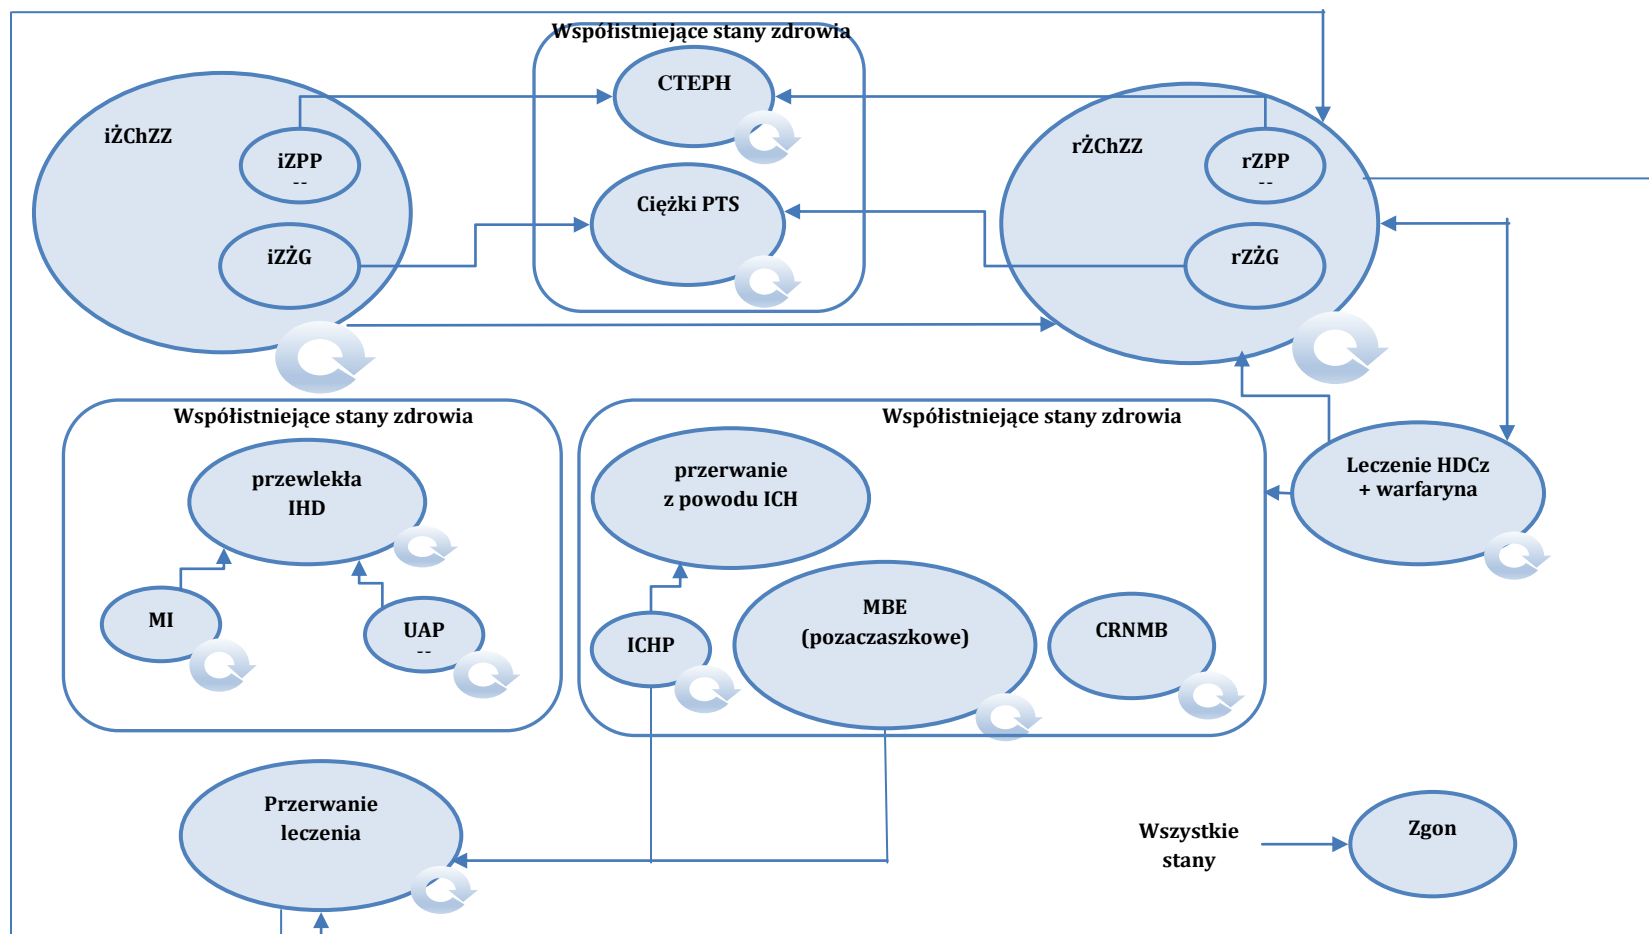 Współistniejące stany zdrowia
CTEPH
iŻChZZ
iZPP
--
rŻChZZ
rZPP
--
Ciężki PTS
iZŻG
rZŻG
Współistniejące stany zdrowia
przewlekła
IHD
MI
UAP
--
Współistniejące stany zdrowia
przerwanie
z powodu ICH
ICHP
MBE
(pozaczaszkowe)
CRNMB
Leczenie HDCz
+ warfaryna
Przerwanie
leczenia
Wszystkie
stany
Zgon